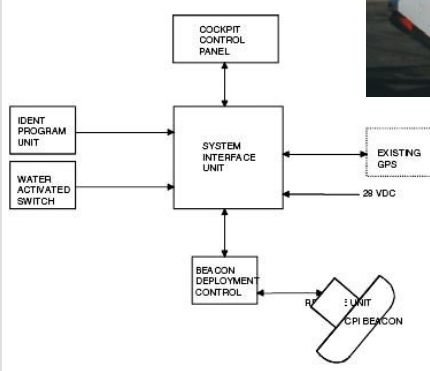 COCKPIT
CONTROL
PANEL
IDENT
PROGRAM
UNIT
SYSTEM
INTERFACE
UNIT
EXISTING
GPS
WATER
ACTIVATED
SWITCH
28 VDC
BEACON
DEPLOYMENT
CONTROL
UNIT
CPI BEACON